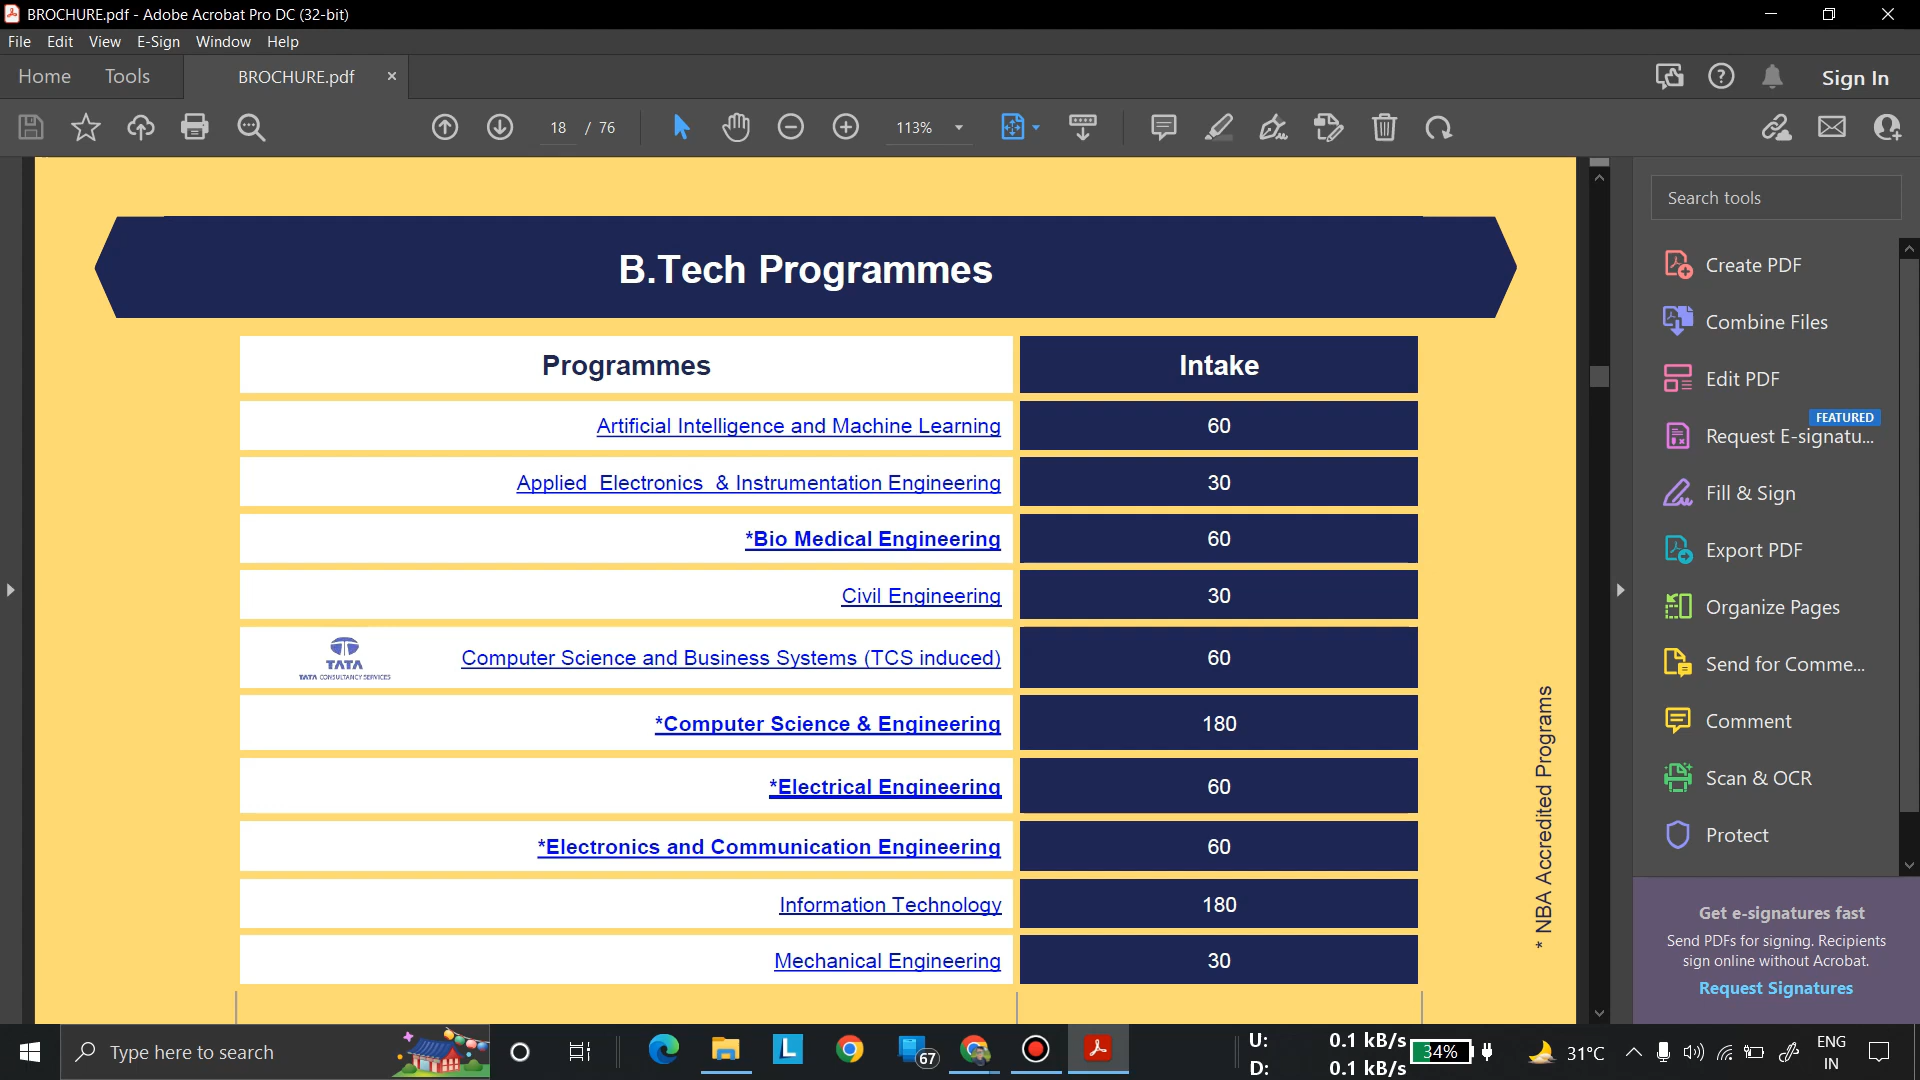 BROCHURE.pdf - Adobe Acrobat Pro DC (32-bit)
File Edit View E-Sign Window Help
Home Tools BROCHURE.pdf × Sign In
18 / 76 113%
B.Tech Programmes
Programmes Intake
Artificial Intelligence and Machine Learning 60
Applied Electronics & Instrumentation Engineering 30
*Bio Medical Engineering 60
Civil Engineering 30
TATA
TATA CONSULTANCY SERVICES
Computer Science and Business Systems (TCS induced) 60
*Computer Science & Engineering 180
*Electrical Engineering 60
*Electronics and Communication Engineering 60
Information Technology 180
Mechanical Engineering 30
* NBA Accredited Programs
Search tools
Create PDF
Combine Files
Edit PDF
FEATURED
Request E-signatu...
Fill & Sign
Export PDF
Organize Pages
Send for Comme...
Comment
Scan & OCR
Protect
Get e-signatures fast
Send PDFs for signing. Recipients
sign online without Acrobat.
Request Signatures
Type here to search
67
U: 0.1 kB/s
D: 0.1 kB/s
34%
31°C
ENG
IN